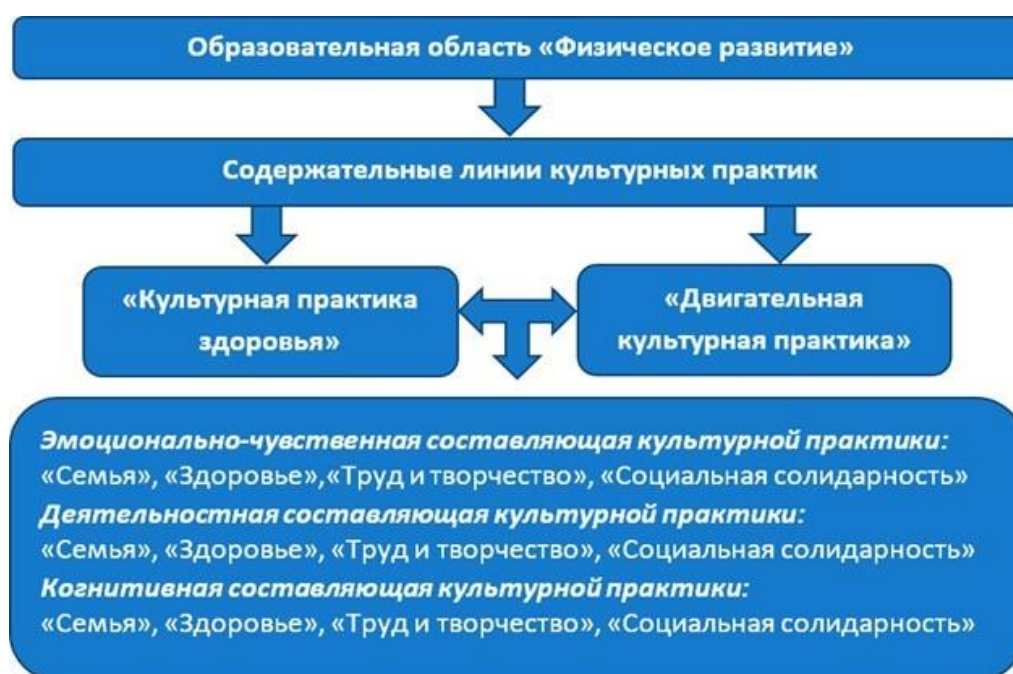 Образовательная область «Физическое развитие»
Содержательные линии культурных практик
«Культурная практика
здоровья»
«Двигательная
культурная практика»
Эмоционально-чувственная составляющая культурной практики:
«Семья», «Здоровье»,«Труд и творчество», «Социальная солидарность»
Деятельностная составляющая культурной практики:
«Семья», «Здоровье», «Труд и творчество», «Социальная солидарность»
Когнитивная составляющая культурной практики:
«Семья», «Здоровье», «Труд и творчество», «Социальная солидарность»